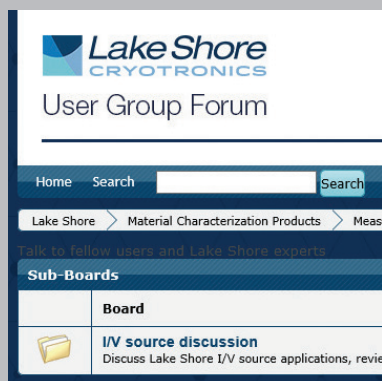 Lake Shore
CRYOTRONICS
User Group Forum
Home Search Search
Lake Shore Material Characterization Products Meas
Talk to fellow users and Lake Shore experts
Sub-Boards
Board
I/V source discussion
Discuss Lake Shore I/V source applications, revie